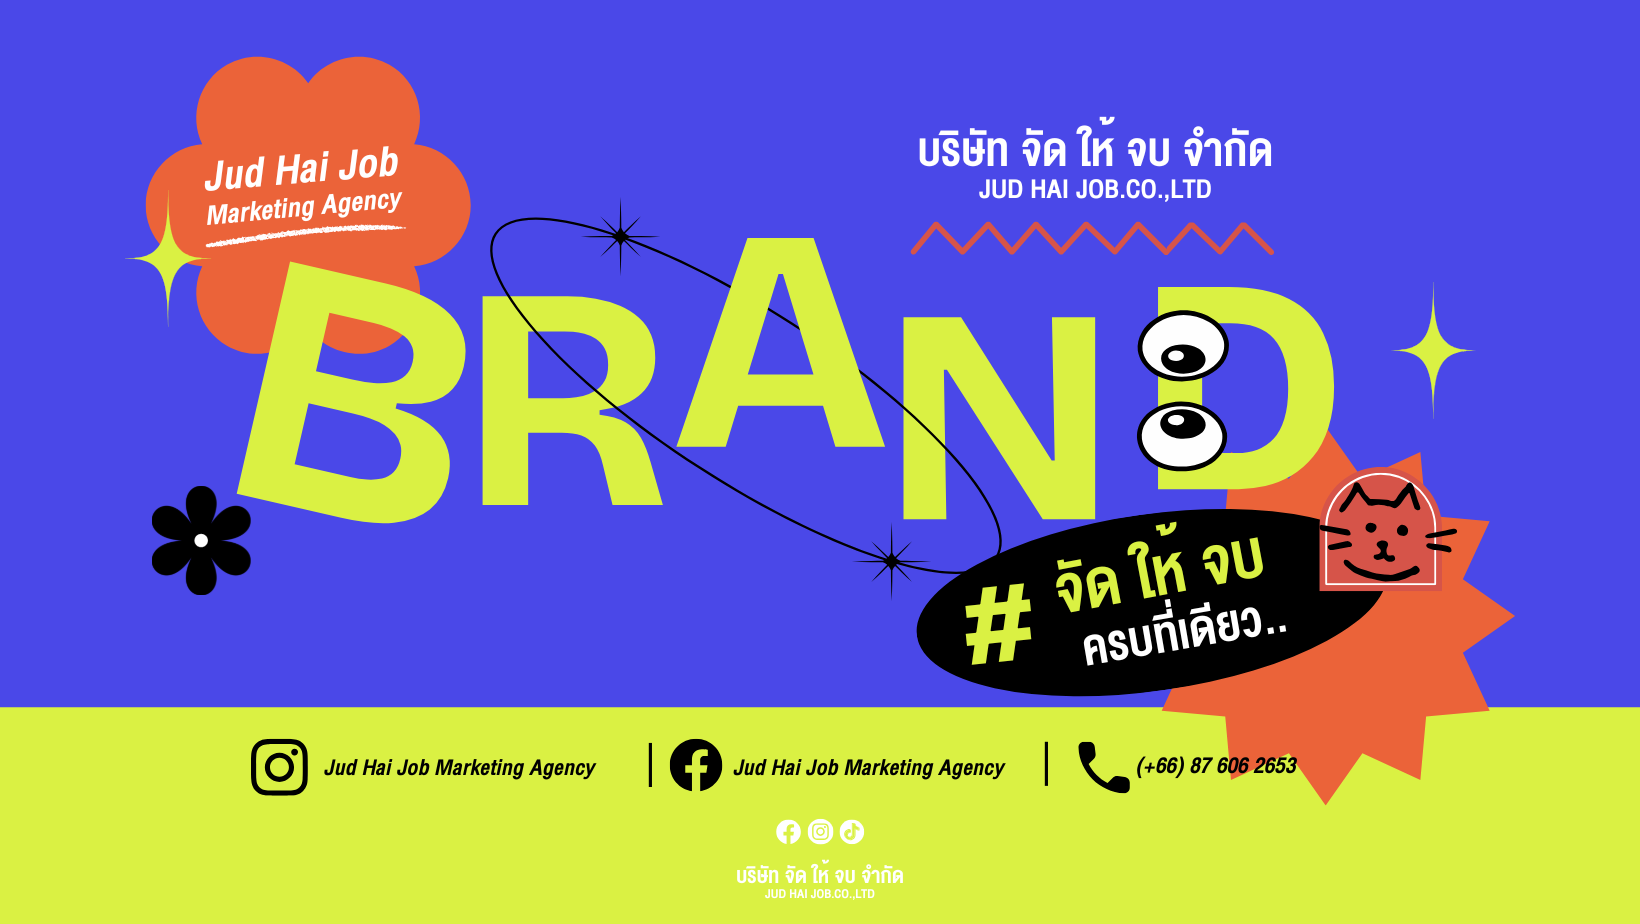 Jud Hai Job
Marketing Agency
บริษัท จัด ให้ จบ จำกัด
JUD HAI JOB.CO.,LTD
BRAND
# จัด ให้ จบ
ครบที่เดียว..
Jud Hai Job Marketing Agency
Jud Hai Job Marketing Agency
(+66) 87 606 2653
บริษัท จัด ให้ จบ จำกัด
JUD HAI JOB.CO.,LTD